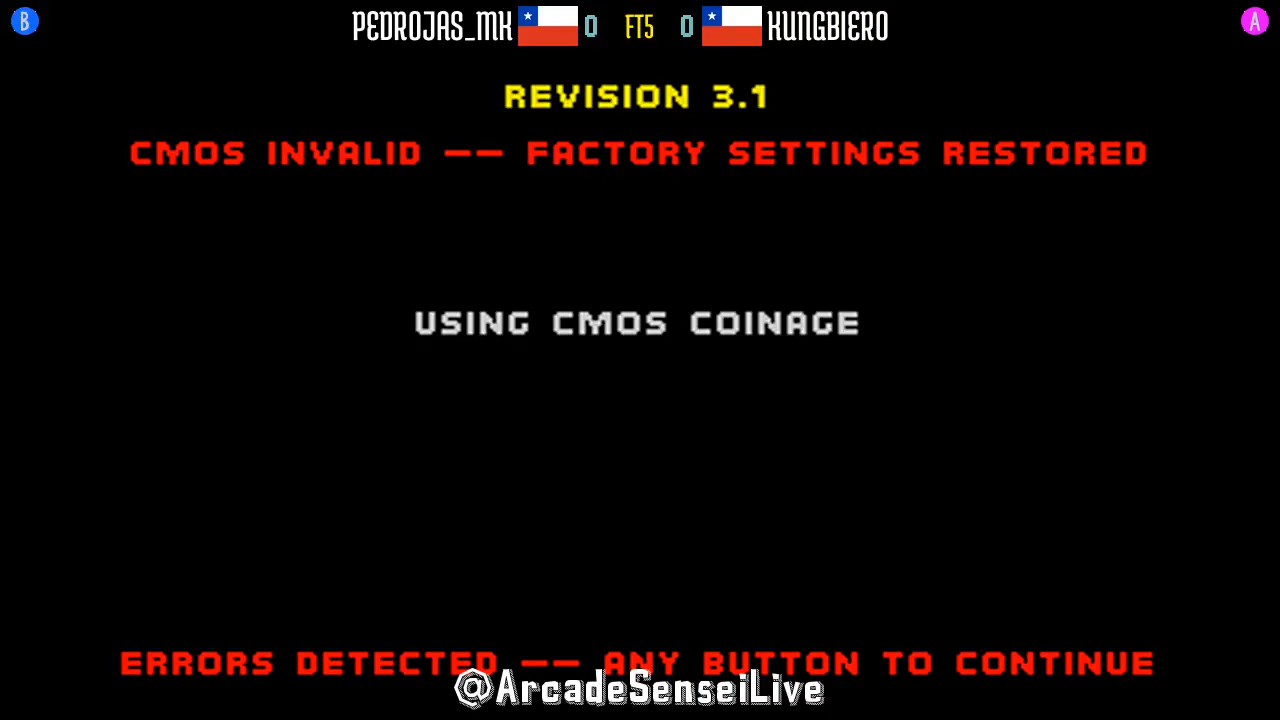 B PEDROJAS_MK 0 FT5 0 KUNGBIERO A
REVISION 3.1
CMOS INVALID -- FACTORY SETTINGS RESTORED
USING CMOS COINAGE
ERRORS DETECTED -- ANY BUTTON TO CONTINUE
@ArcadeSenseiLive